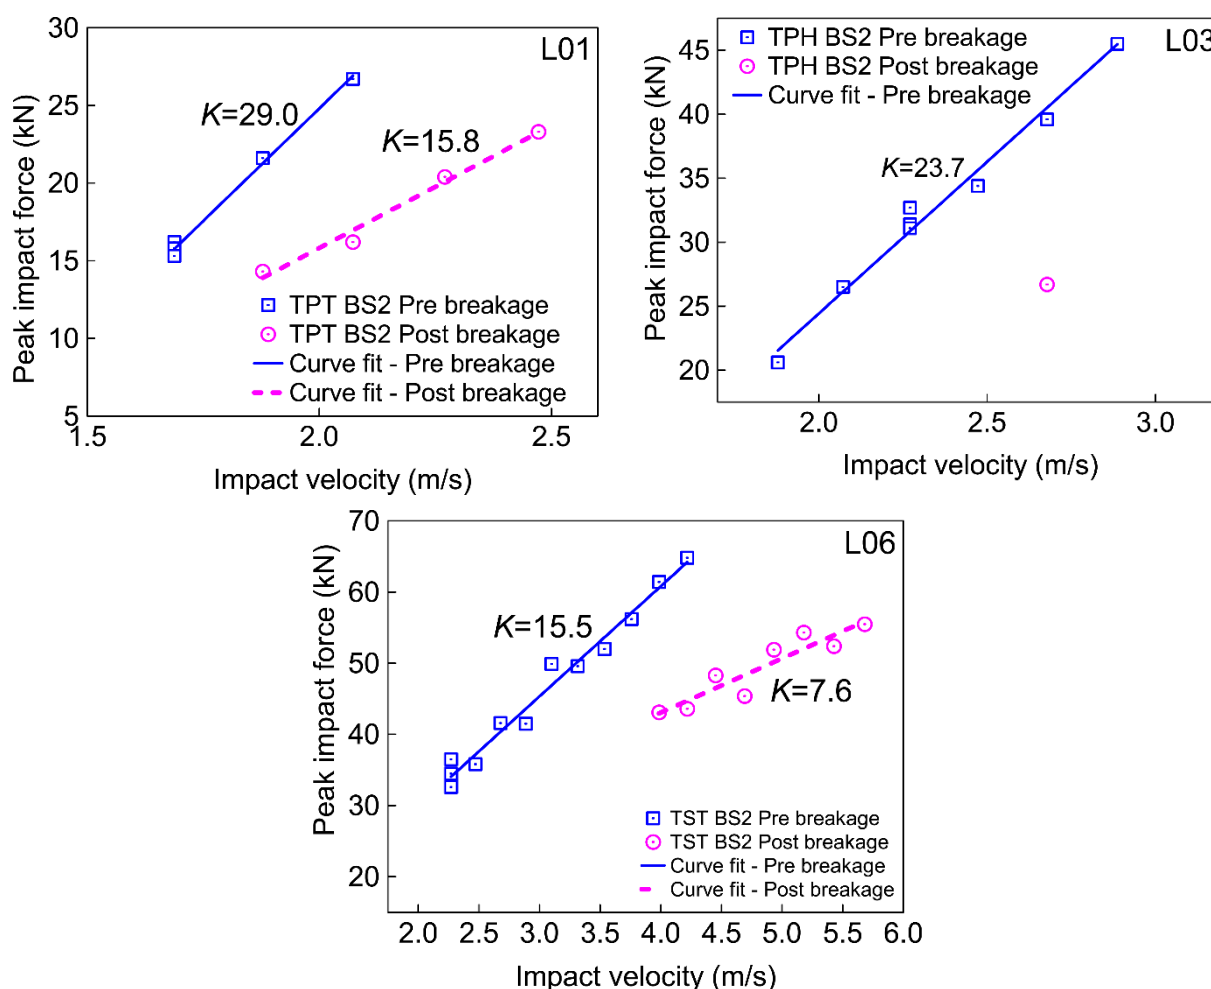 30
25
20
15
10
5
1.5
2.0
2.5
Peak impact force (kN)
Impact velocity (m/s)
L01
K=29.0
K=15.8
TPT BS2 Pre breakage
TPT BS2 Post breakage
Curve fit - Pre breakage
Curve fit - Post breakage
45
40
35
30
25
20
2.0
2.5
3.0
Peak impact force (kN)
Impact velocity (m/s)
L03
TPH BS2 Pre breakage
TPH BS2 Post breakage
Curve fit - Pre breakage
K=23.7
70
60
50
40
30
20
2.0
2.5
3.0
3.5
4.0
4.5
5.0
5.5
6.0
Peak impact force (kN)
Impact velocity (m/s)
L06
K=15.5
K=7.6
TST BS2 Pre breakage
TST BS2 Post breakage
Curve fit - Pre breakage
Curve fit - Post breakage